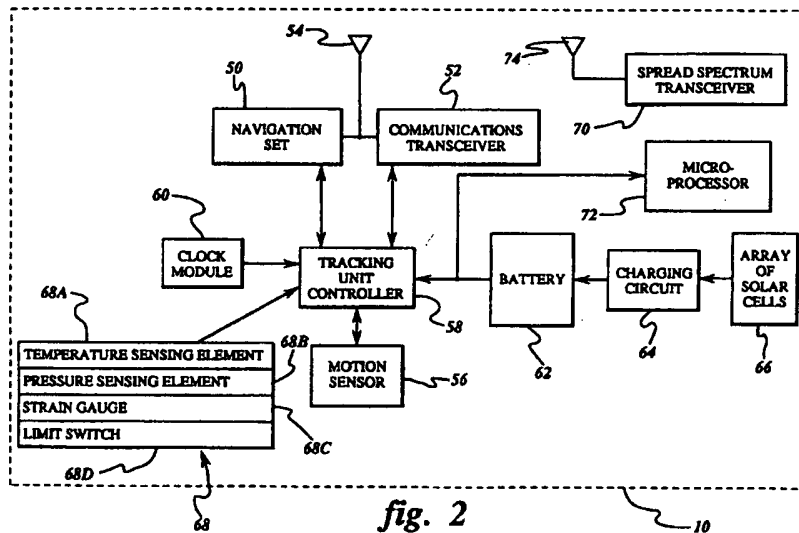 54
74
50
52
SPREAD SPECTRUM
TRANSCEIVER
70
NAVIGATION
SET
COMMUNICATIONS
TRANSCEIVER
MICRO-
PROCESSOR
72
60
CLOCK
MODULE
TRACKING
UNIT
CONTROLLER
58
BATTERY
62
CHARGING
CIRCUIT
64
ARRAY
OF
SOLAR
CELLS
66
68A
TEMPERATURE SENSING ELEMENT
68B
PRESSURE SENSING ELEMENT
STRAIN GAUGE
68C
LIMIT SWITCH
68D
68
MOTION
SENSOR
56
fig. 2
10